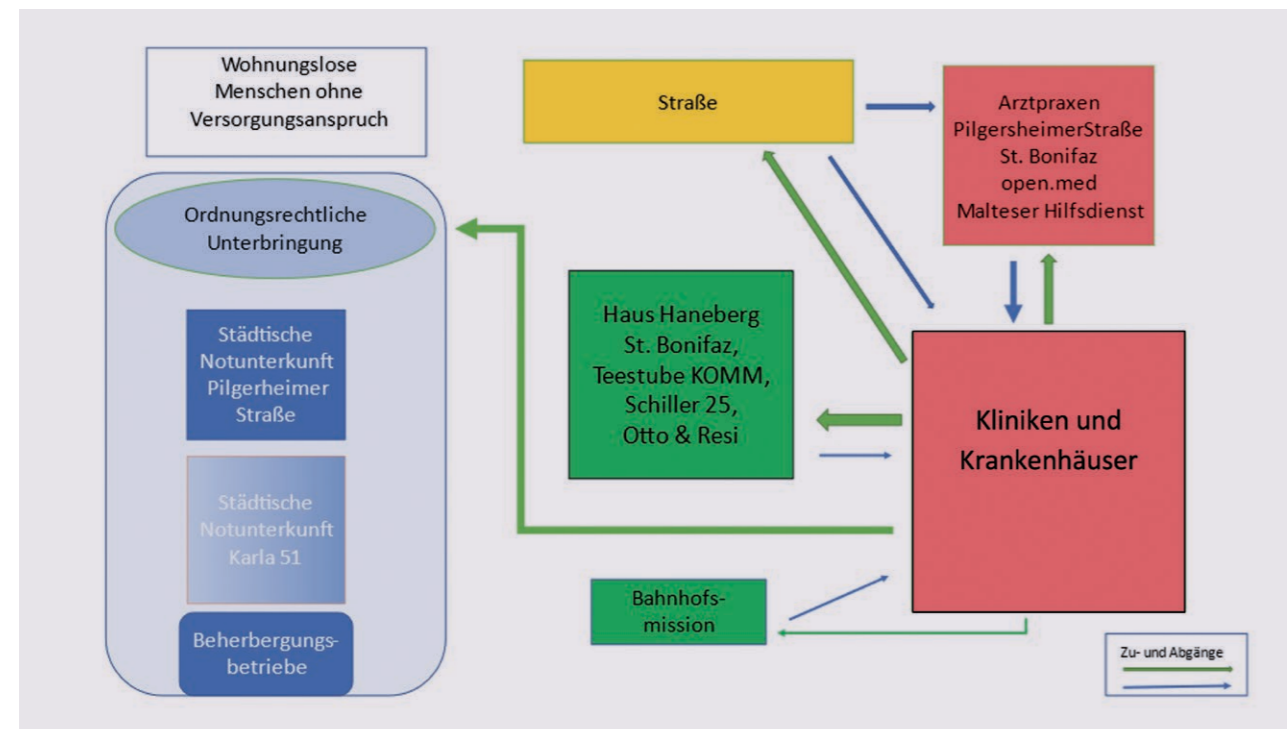 Wohnungslose
Menschen ohne
Versorgungsanspruch
Ordnungsrechtliche
Unterbringung
Städtische
Notunterkunft
Pilgerheimer
Straße
Städtische
Notunterkunft
Karla 51
Beherbergungs-
betriebe
Straße
Arztpraxen
PilgersheimerStraße
St. Bonifaz
open.med
Malteser Hilfsdienst
Haus Haneberg
St. Bonifaz,
Teestube KOMM,
Schiller 25,
Otto & Resi
Kliniken und
Krankenhäuser
Bahnhofs-
mission
Zu- und Abgänge